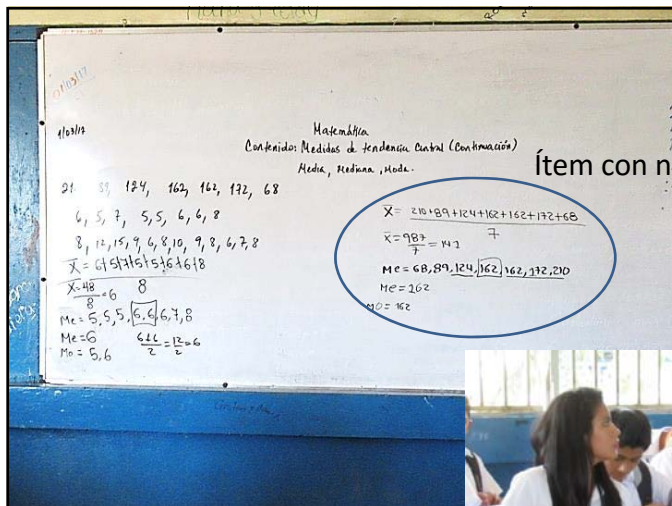 01/03/17
1/03/17
Matemática
Contenido: Medidas de tendencia Central (Continuación)
Media, Mediana, Moda.
Ítem con n
21 89, 124, 162, 162, 172, 68
6, 5, 7, 5, 5, 6, 6, 8
8, 12, 15, 9, 6, 8, 10, 9, 8, 6, 7, 8
X̄ = 6+5+7+5+5+6+6+8
8
X̄ = 48
8 = 6
Me = 5, 5, 5, 6, 6, 6, 7, 8
Me = 6
6+6
2 = 12
2 = 6
Mo = 5, 6
X̄ = 210+89+124+162+162+172+68
7
X̄ = 987
7 = 141
Me = 68, 89, 124, 162, 162, 172, 210
Me = 162
Mo = 162